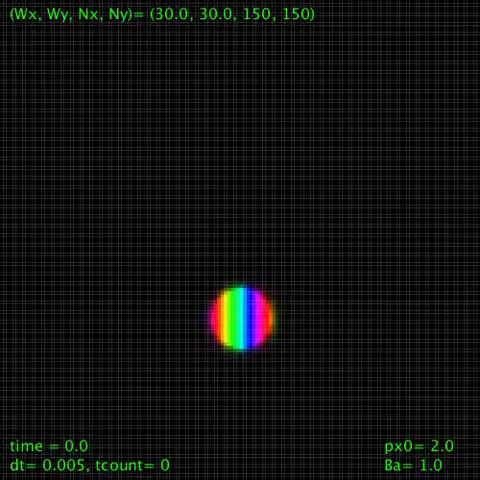 (Wx, Wy, Nx, Ny)= (30.0, 30.0, 150, 150)
time = 0.0
px0= 2.0
dt= 0.005, tcount= 0
Ba= 1.0